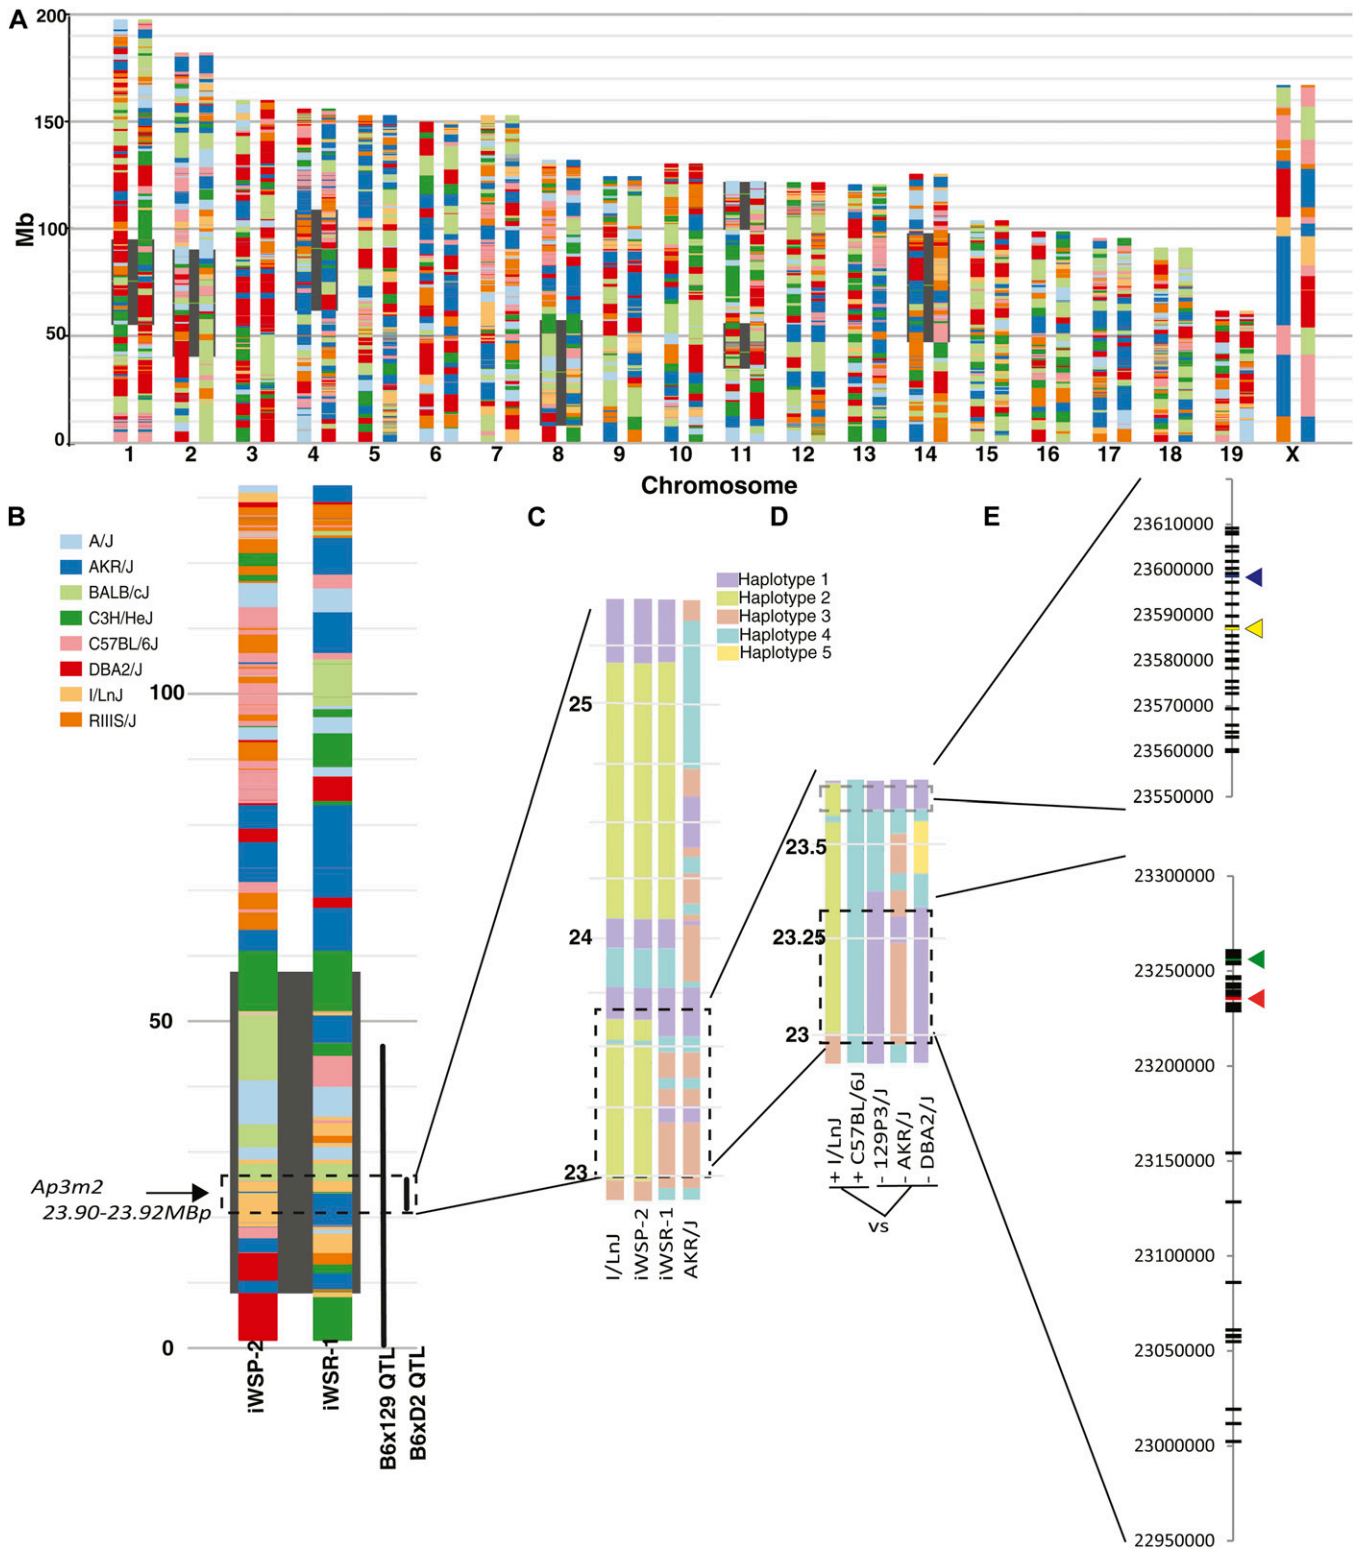 A
Mb
200
150
100
50
0
1 2 3 4 5 6 7 8 9 10 11 12 13 14 15 16 17 18 19 X
Chromosome
B
A/J
AKR/J
BALB/cJ
C3H/HeJ
C57BL/6J
DBA2/J
I/LnJ
RIIIS/J
100
50
0
Ap3m2
23.90-23.92MBp
iWSP-2
iWSR-1
B6x129 QTL
B6xD2 QTL
C
Haplotype 1
Haplotype 2
Haplotype 3
Haplotype 4
Haplotype 5
25
24
23
I/LnJ
iWSP-2
iWSR-1
AKR/J
D
23.5
23.25
23
+ I/LnJ
+ C57BL/6J
- 129P3/J
- AKR/J
- DBA2/J
vs
E
23610000
23600000
23590000
23580000
23570000
23560000
23550000
23300000
23250000
23200000
23150000
23100000
23050000
23000000
22950000